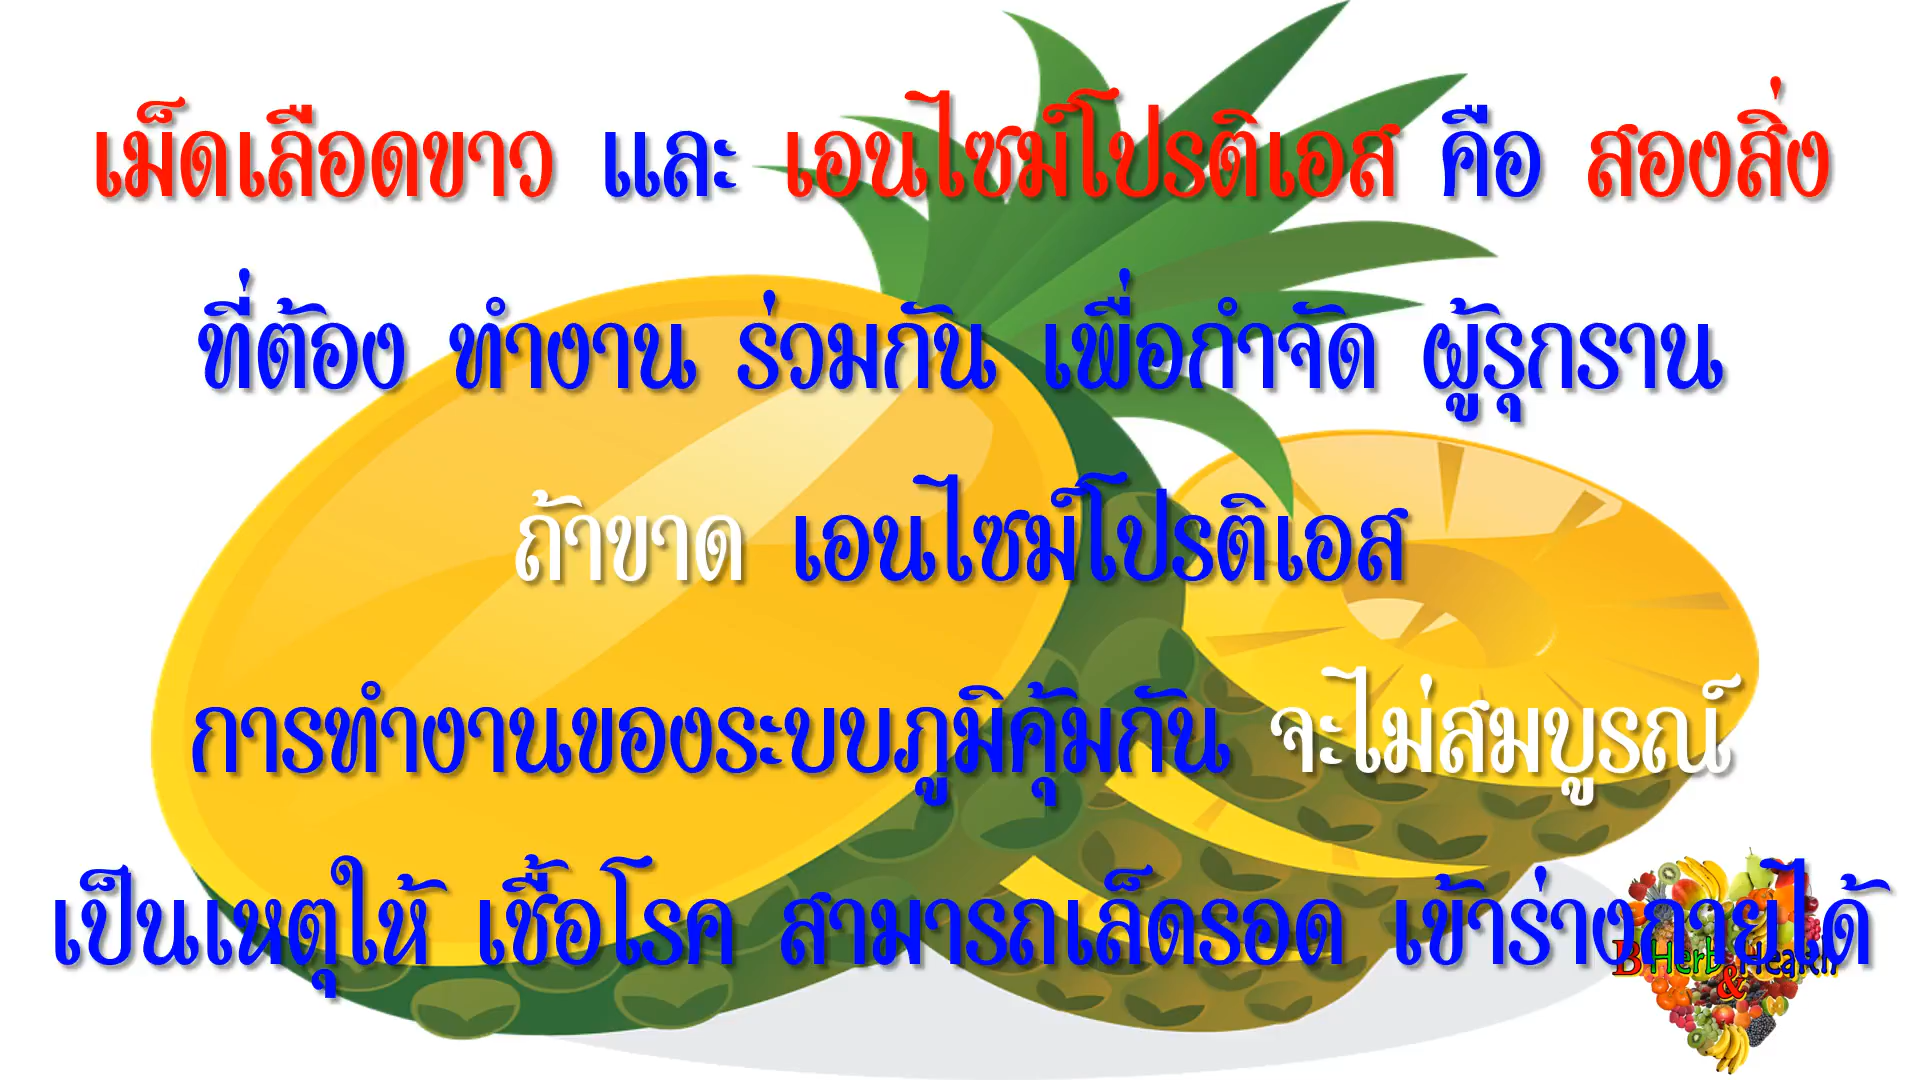 เม็ดเลือดขาว และ เอนไซม์โปรติเอส คือ สองสิ่ง
ที่ต้อง ทำงาน ร่วมกัน เพื่อกำจัด ผู้รุกราน
ถ้าขาด เอนไซม์โปรติเอส
การทำงานของระบบภูมิคุ้มกัน จะไม่สมบูรณ์
เป็นเหตุให้ เชื้อโรค สามารถเล็ดรอด เข้าร่างกายได้
B Herb Health
&